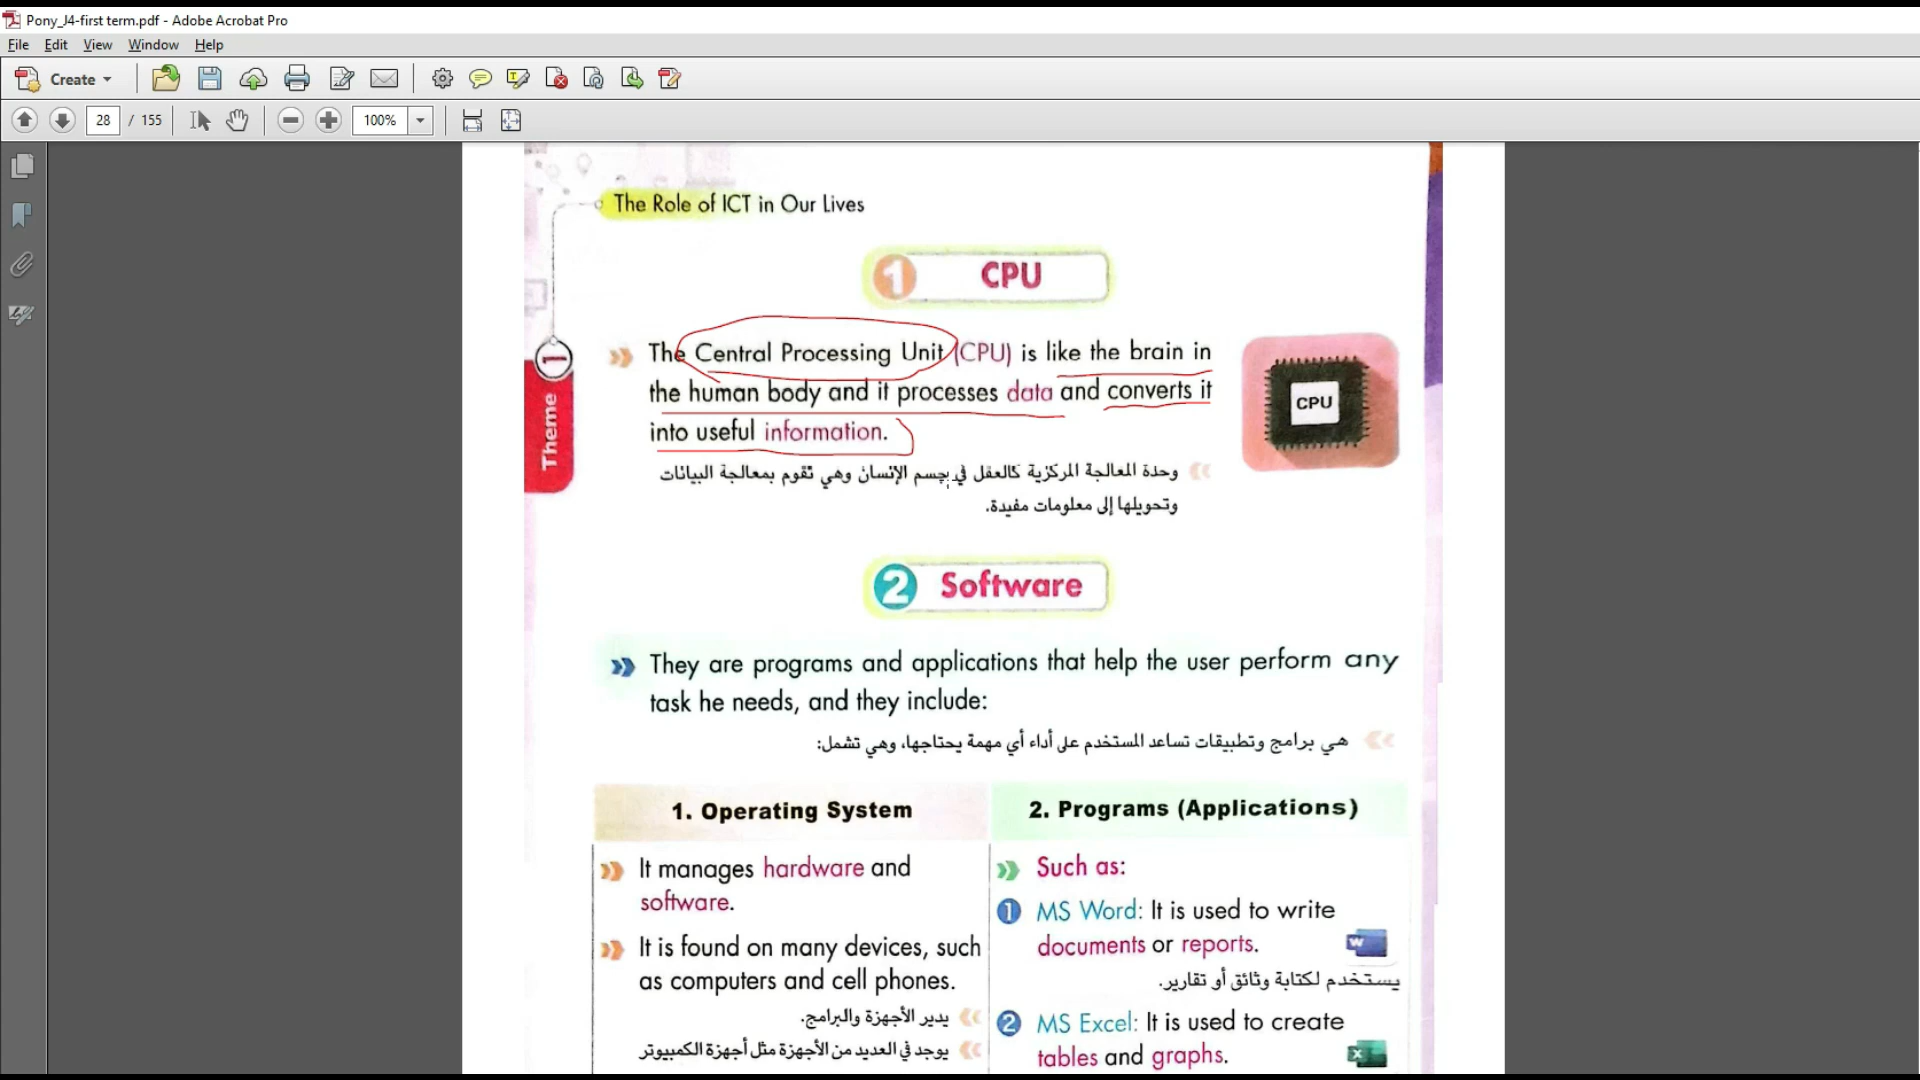 Pony_J4-first term.pdf - Adobe Acrobat Pro
File Edit View Window Help
Create
28 / 155 100%
The Role of ICT in Our Lives
1 CPU
The Central Processing Unit (CPU) is like the brain in
the human body and it processes data and converts it
into useful information.
CPU
Theme 1
وحدة المعالجة المركزية كالعقل في جسم الإنسان وهي تقوم بمعالجة البيانات
وتحويلها إلى معلومات مفيدة.
2 Software
They are programs and applications that help the user perform any
task he needs, and they include:
هي برامج وتطبيقات تساعد المستخدم على أداء أي مهمة يحتاجها، وهي تشمل:
1. Operating System
It manages hardware and
software.
It is found on many devices, such
as computers and cell phones.
يدير الأجهزة والبرامج.
يوجد في العديد من الأجهزة مثل أجهزة الكمبيوتر
2. Programs (Applications)
Such as:
1 MS Word: It is used to write
documents or reports.
W
يستخدم لكتابة وثائق أو تقارير.
2 MS Excel: It is used to create
tables and graphs.
X